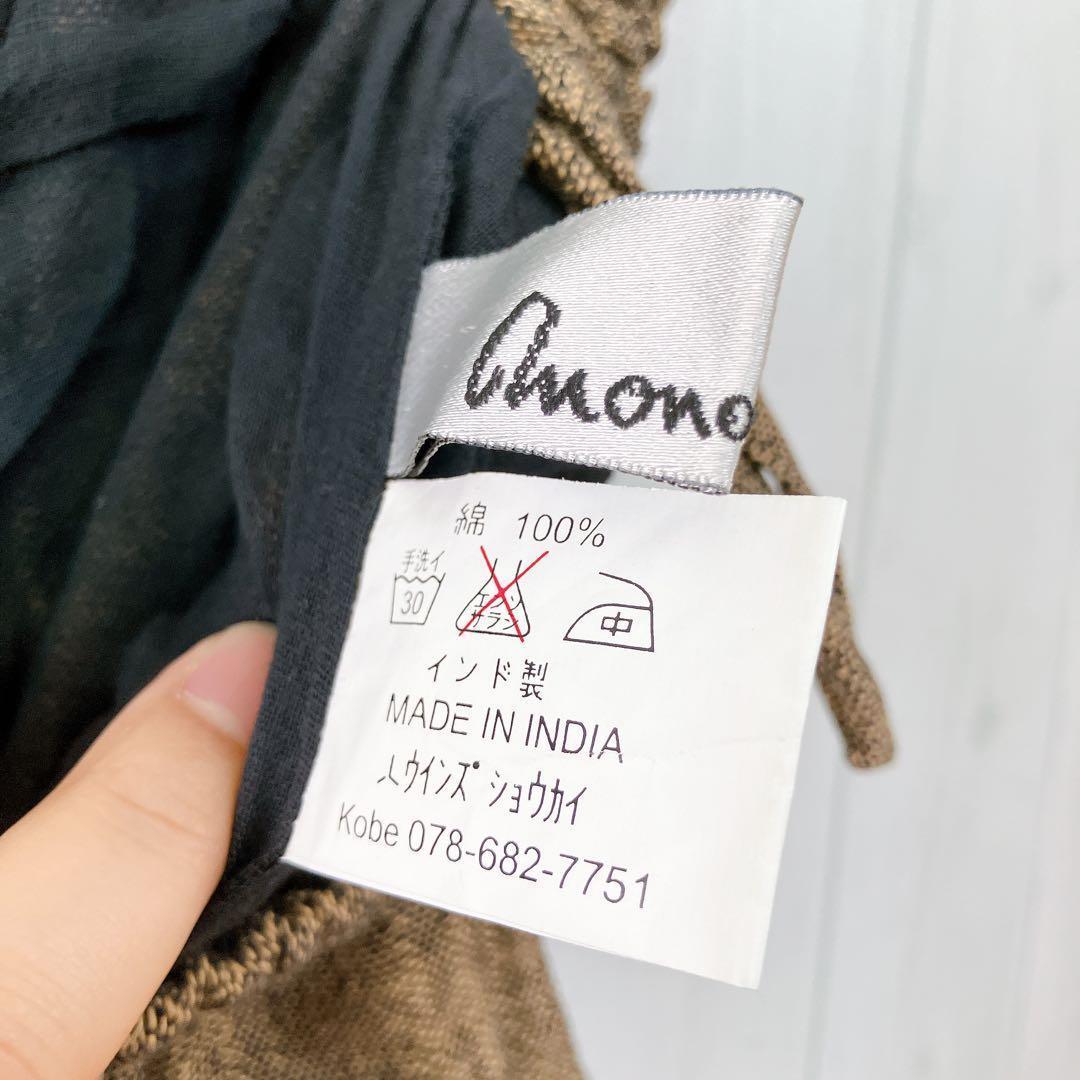 amono
綿 100%
手洗イ
30
エンソ
サラシ
中
インド製
MADE IN INDIA
ウインズ ショウカイ
Kobe 078-682-7751